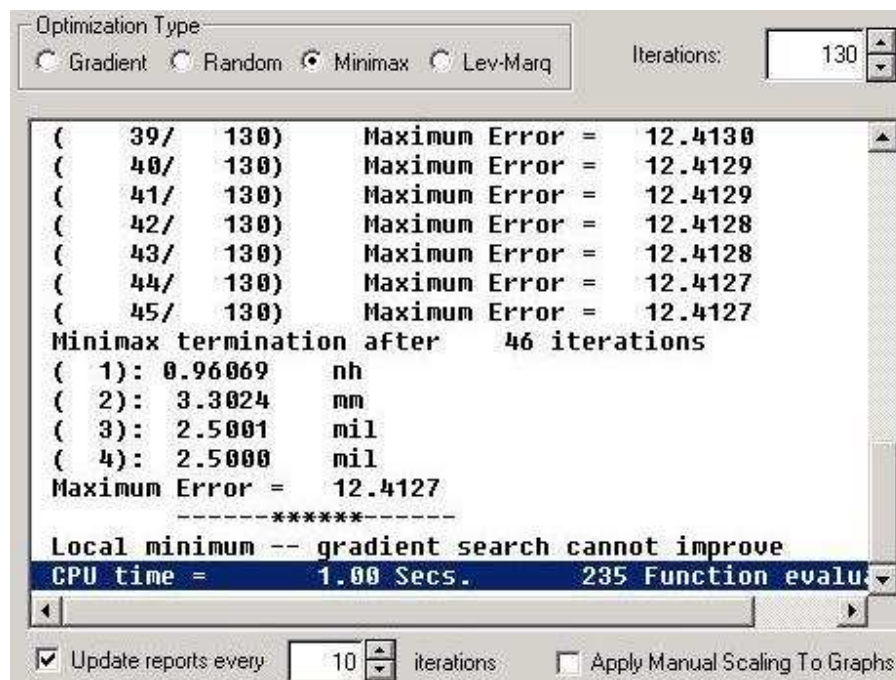 Optimization Type
Gradient Random Minimax Lev-Marq Iterations: 130
( 39/ 130) Maximum Error = 12.4130
( 40/ 130) Maximum Error = 12.4129
( 41/ 130) Maximum Error = 12.4129
( 42/ 130) Maximum Error = 12.4128
( 43/ 130) Maximum Error = 12.4128
( 44/ 130) Maximum Error = 12.4127
( 45/ 130) Maximum Error = 12.4127
Minimax termination after 46 iterations
( 1): 0.96069 nh
( 2): 3.3024 mm
( 3): 2.5001 mil
( 4): 2.5000 mil
Maximum Error = 12.4127
------******------
Local minimum -- gradient search cannot improve
CPU time = 1.00 Secs. 235 Function evalua
Update reports every 10 iterations Apply Manual Scaling To Graphs